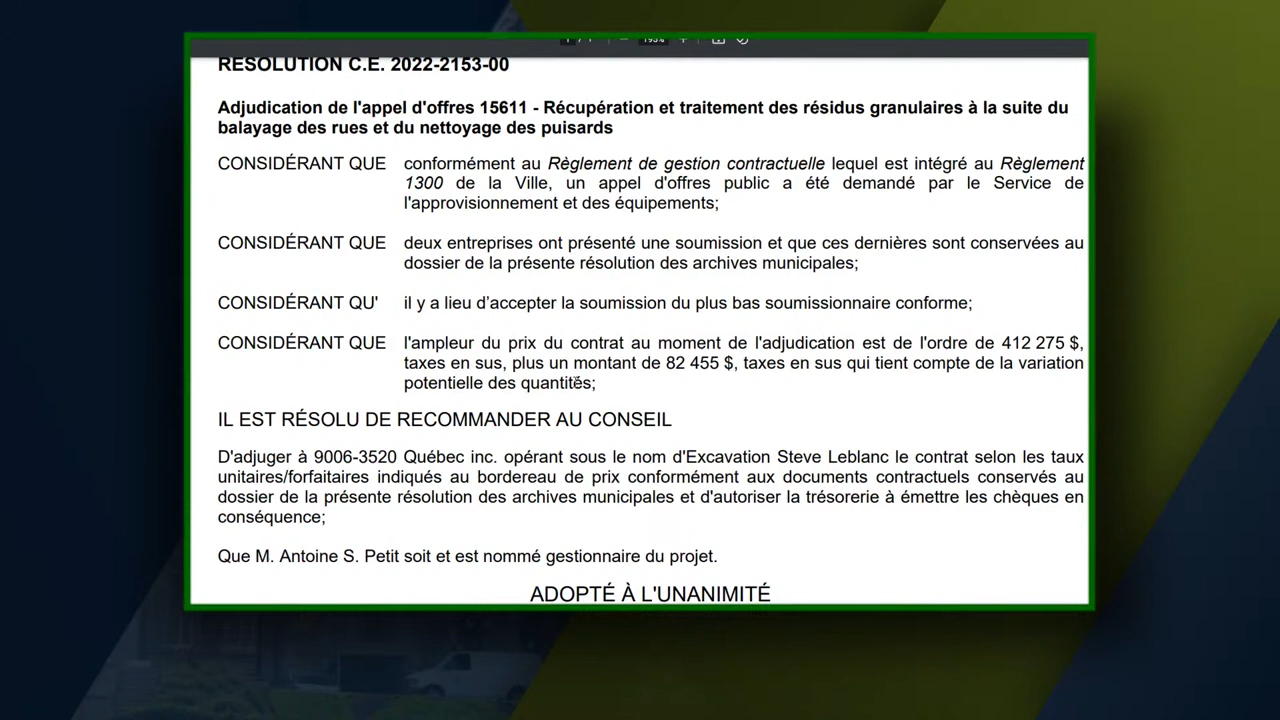 193%
RÉSOLUTION C.E. 2022-2153-00
Adjudication de l'appel d'offres 15611 - Récupération et traitement des résidus granulaires à la suite du
balayage des rues et du nettoyage des puisards
CONSIDÉRANT QUE conformément au Règlement de gestion contractuelle lequel est intégré au Règlement
1300 de la Ville, un appel d'offres public a été demandé par le Service de
l'approvisionnement et des équipements;
CONSIDÉRANT QUE deux entreprises ont présenté une soumission et que ces dernières sont conservées au
dossier de la présente résolution des archives municipales;
CONSIDÉRANT QU' il y a lieu d’accepter la soumission du plus bas soumissionnaire conforme;
CONSIDÉRANT QUE l'ampleur du prix du contrat au moment de l'adjudication est de l'ordre de 412 275 $,
taxes en sus, plus un montant de 82 455 $, taxes en sus qui tient compte de la variation
potentielle des quantités;
IL EST RÉSOLU DE RECOMMANDER AU CONSEIL
D'adjuger à 9006-3520 Québec inc. opérant sous le nom d'Excavation Steve Leblanc le contrat selon les taux
unitaires/forfaitaires indiqués au bordereau de prix conformément aux documents contractuels conservés au
dossier de la présente résolution des archives municipales et d'autoriser la trésorerie à émettre les chèques en
conséquence;
Que M. Antoine S. Petit soit et est nommé gestionnaire du projet.
ADOPTÉ À L'UNANIMITÉ